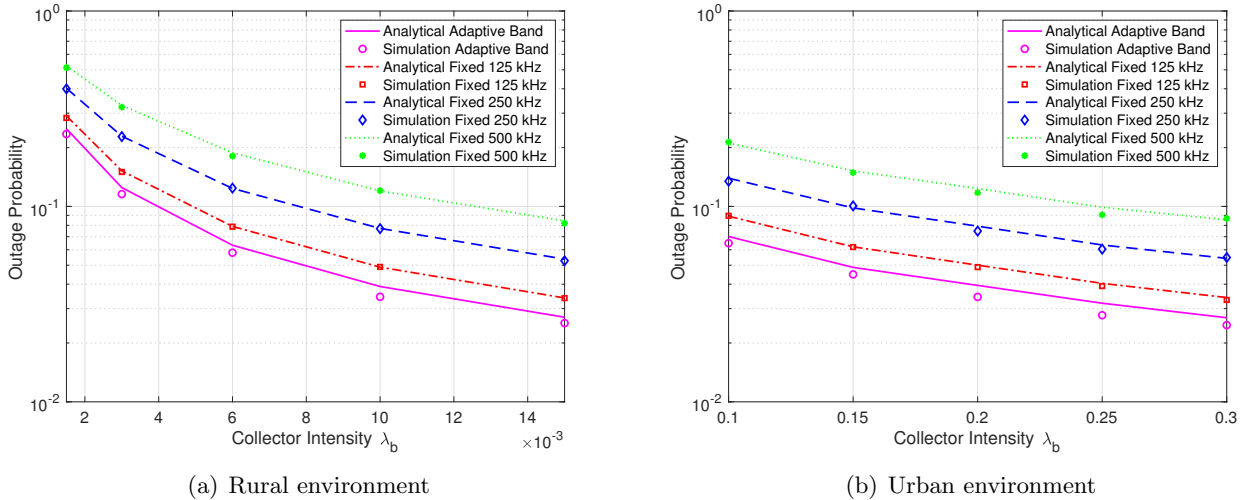 10^0
10^-1
10^-2
Outage Probability
Analytical Adaptive Band
Simulation Adaptive Band
Analytical Fixed 125 kHz
Simulation Fixed 125 kHz
Analytical Fixed 250 kHz
Simulation Fixed 250 kHz
Analytical Fixed 500 kHz
Simulation Fixed 500 kHz
2 4 6 8 10 12 14
Collector Intensity λ_b
×10^-3
(a) Rural environment
10^0
10^-1
10^-2
Outage Probability
Analytical Adaptive Band
Simulation Adaptive Band
Analytical Fixed 125 kHz
Simulation Fixed 125 kHz
Analytical Fixed 250 kHz
Simulation Fixed 250 kHz
Analytical Fixed 500 kHz
Simulation Fixed 500 kHz
0.1 0.15 0.2 0.25 0.3
Collector Intensity λ_b
(b) Urban environment